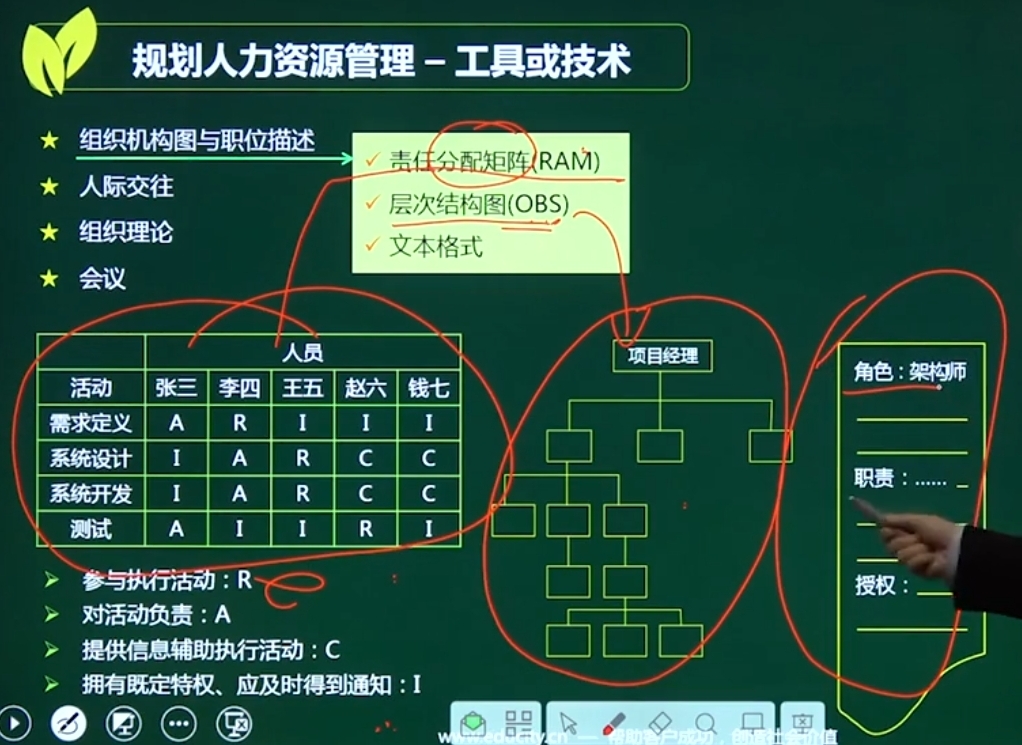 规划人力资源管理 – 工具或技术
组织机构图与职位描述
人际交往
组织理论
会议
责任分配矩阵(RAM)
层次结构图(OBS)
文本格式
人员
活动 张三 李四 王五 赵六 钱七
需求定义 A R I I I
系统设计 I A R C C
系统开发 I A R C C
测试 A I I R I
参与执行活动：R
对活动负责：A
提供信息辅助执行活动：C
拥有既定特权、应及时得到通知：I
项目经理
角色：架构师
职责：......
授权：
www.educity.cn — 帮助客户成功，创造社会价值